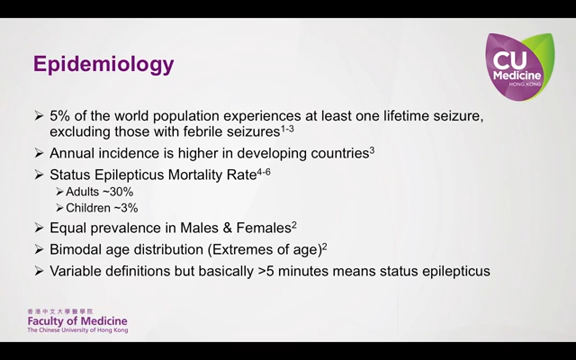 Epidemiology
CU
Medicine
HONG KONG
➢ 5% of the world population experiences at least one lifetime seizure,
excluding those with febrile seizures1-3
➢ Annual incidence is higher in developing countries3
➢ Status Epilepticus Mortality Rate4-6
➢Adults ~30%
➢Children ~3%
➢ Equal prevalence in Males & Females2
➢ Bimodal age distribution (Extremes of age)2
➢ Variable definitions but basically >5 minutes means status epilepticus
香港中文大學醫學院
Faculty of Medicine
The Chinese University of Hong Kong